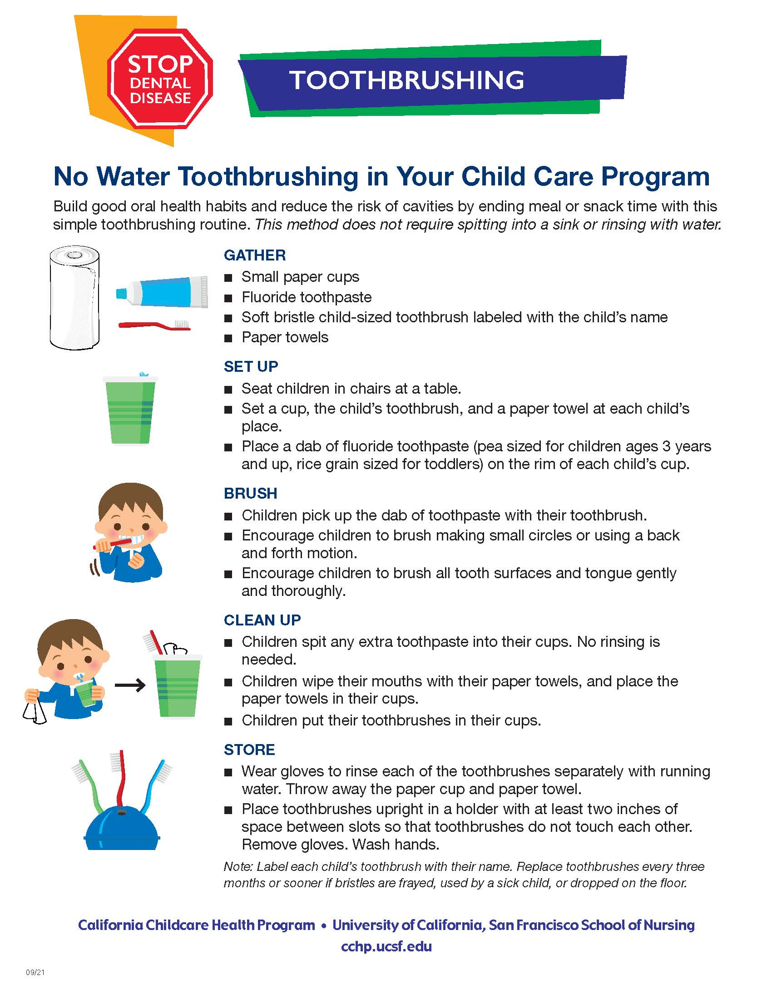 STOP
DENTAL
DISEASE
TOOTHBRUSHING
No Water Toothbrushing in Your Child Care Program
Build good oral health habits and reduce the risk of cavities by ending meal or snack time with this
simple toothbrushing routine. This method does not require spitting into a sink or rinsing with water.
GATHER
■ Small paper cups
■ Fluoride toothpaste
■ Soft bristle child-sized toothbrush labeled with the child’s name
■ Paper towels
SET UP
■ Seat children in chairs at a table.
■ Set a cup, the child’s toothbrush, and a paper towel at each child’s
place.
■ Place a dab of fluoride toothpaste (pea sized for children ages 3 years
and up, rice grain sized for toddlers) on the rim of each child’s cup.
BRUSH
■ Children pick up the dab of toothpaste with their toothbrush.
■ Encourage children to brush making small circles or using a back
and forth motion.
■ Encourage children to brush all tooth surfaces and tongue gently
and thoroughly.
CLEAN UP
■ Children spit any extra toothpaste into their cups. No rinsing is
needed.
■ Children wipe their mouths with their paper towels, and place the
paper towels in their cups.
■ Children put their toothbrushes in their cups.
STORE
■ Wear gloves to rinse each of the toothbrushes separately with running
water. Throw away the paper cup and paper towel.
■ Place toothbrushes upright in a holder with at least two inches of
space between slots so that toothbrushes do not touch each other.
Remove gloves. Wash hands.
Note: Label each child’s toothbrush with their name. Replace toothbrushes every three
months or sooner if bristles are frayed, used by a sick child, or dropped on the floor.
California Childcare Health Program • University of California, San Francisco School of Nursing
cchp.ucsf.edu
09/21